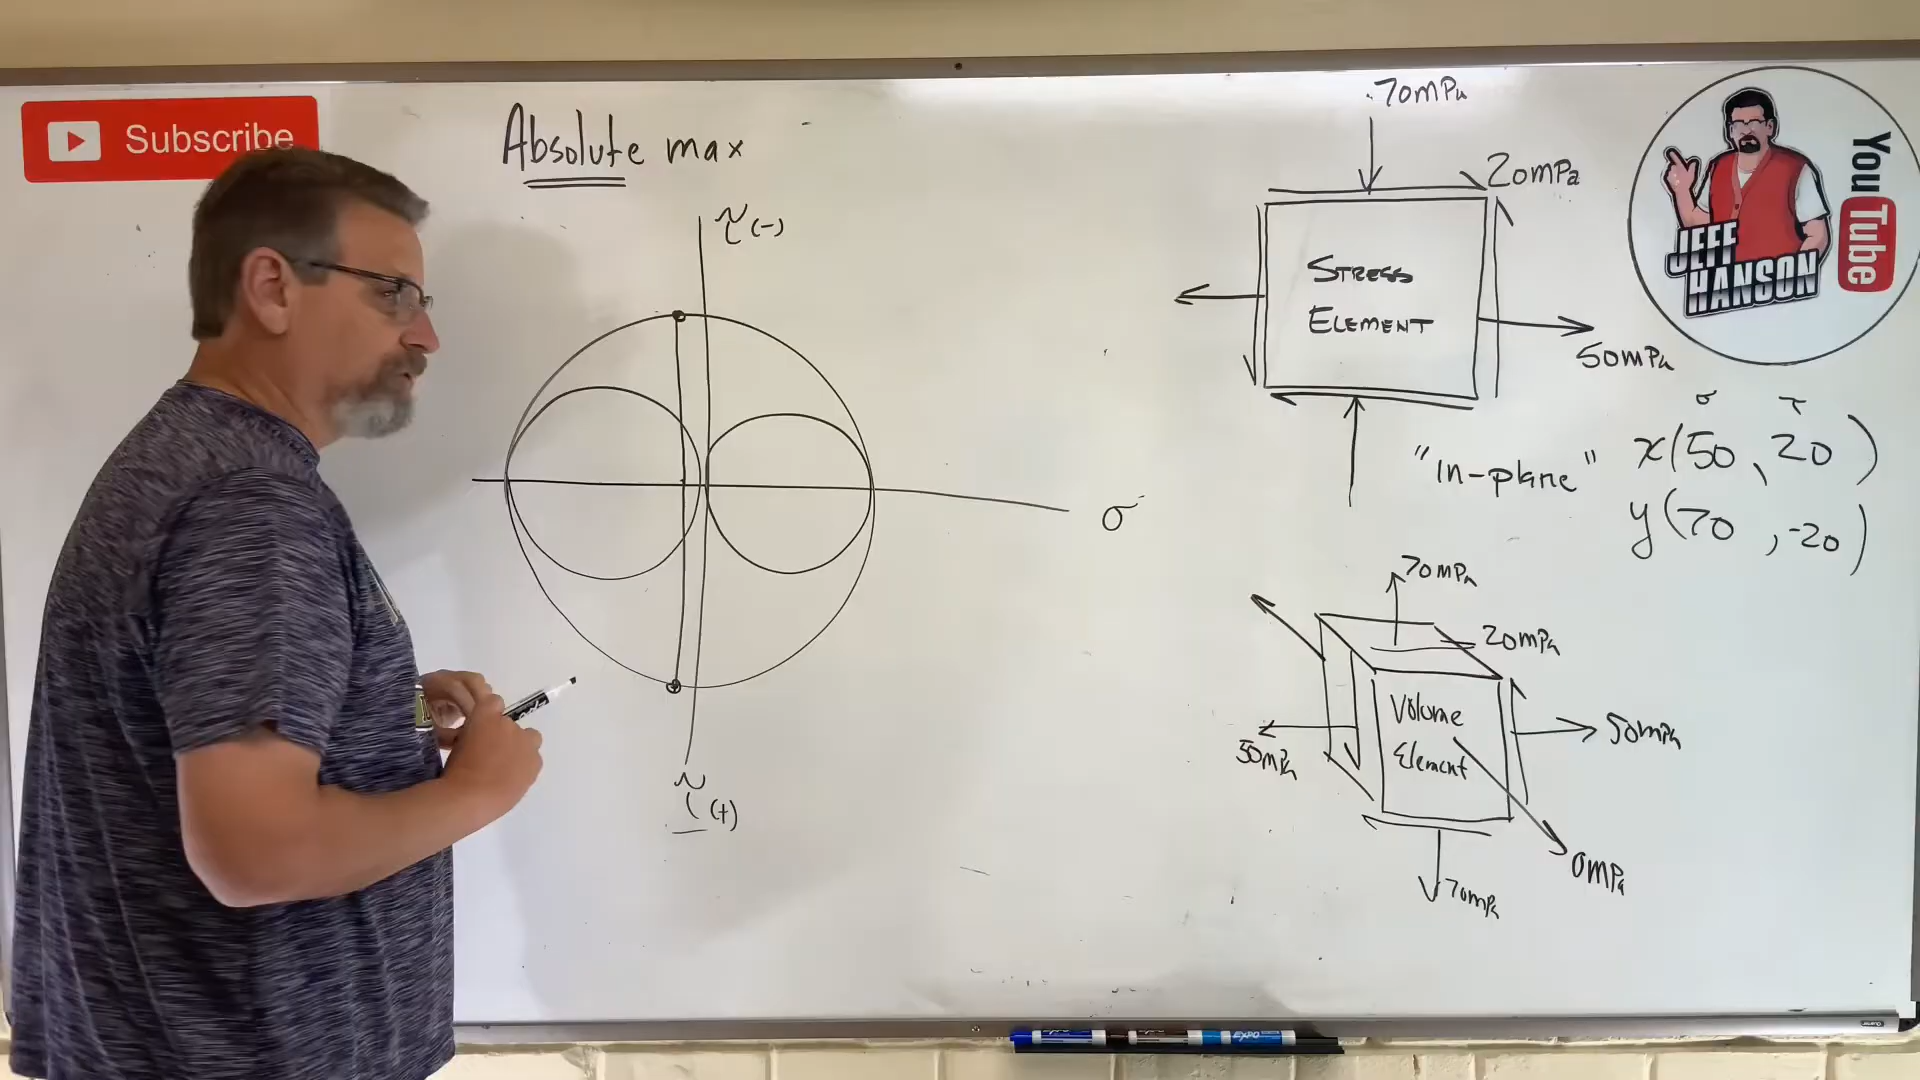 Subscribe
Absolute max
τ (-)
σ
τ (+)
70MPa
20MPa
STRESS
ELEMENT
50MPa
σ τ
"in-plane"
x(50, 20)
y(70, -20)
70MPa
20MPa
Volume
Element
50MPa
50MPa
0MPa
70MPa
JEFF
HANSON
YouTube